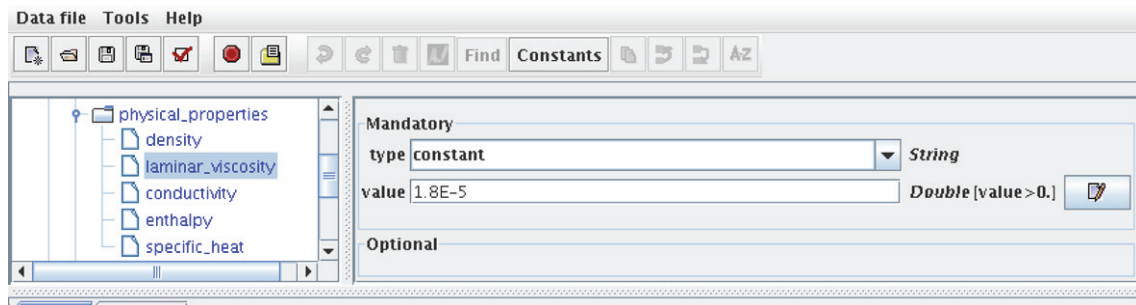 Data file Tools Help
Find Constants A-Z
physical_properties
density
laminar_viscosity
conductivity
enthalpy
specific_heat
Mandatory
type constant String
value 1.8E-5 Double [value>0.]
Optional